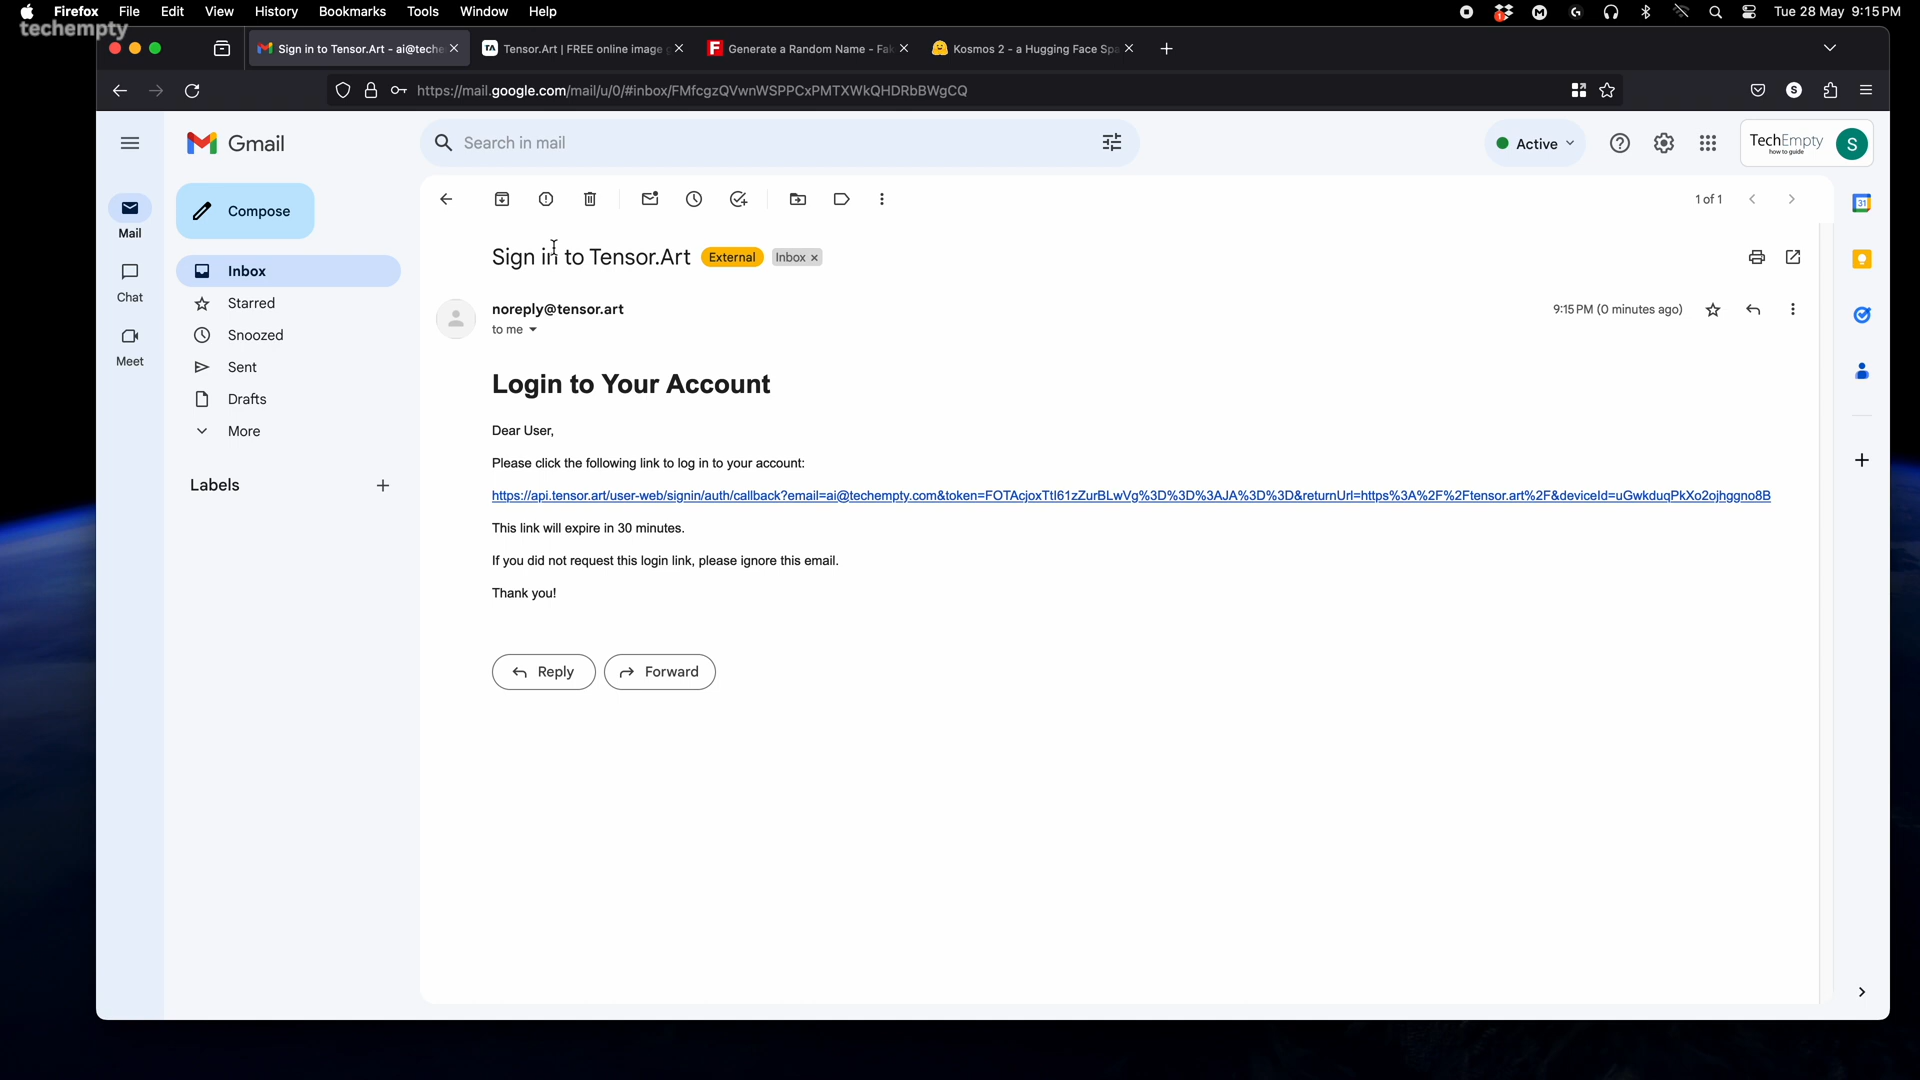 Firefox File Edit View History Bookmarks Tools Window Help
Tue 28 May 9:15 PM
techempty
Sign in to Tensor.Art - ai@teche
Tensor.Art | FREE online image g
Generate a Random Name - Fak
Kosmos 2 - a Hugging Face Spa
https://mail.google.com/mail/u/0/#inbox/FMfcgzQVwnWSPPCxPMTXWkQHDRbBWgCQ
Gmail
Search in mail
Active
TechEmpty
how to guide
S
Compose
1 of 1
Mail
Sign in to Tensor.Art External Inbox
Inbox
Chat
Starred
noreply@tensor.art
9:15 PM (0 minutes ago)
to me
Snoozed
Meet
Sent
Login to Your Account
Drafts
More
Dear User,
Please click the following link to log in to your account:
Labels
https://api.tensor.art/user-web/signin/auth/callback?email=ai@techempty.com&token=FOTAcjoxTtI61zZurBLwVg%3D%3D%3AJA%3D%3D&returnUrl=https%3A%2F%2Ftensor.art%2F&deviceId=uGwkduqPkXo2ojhggno8B
This link will expire in 30 minutes.
If you did not request this login link, please ignore this email.
Thank you!
Reply
Forward